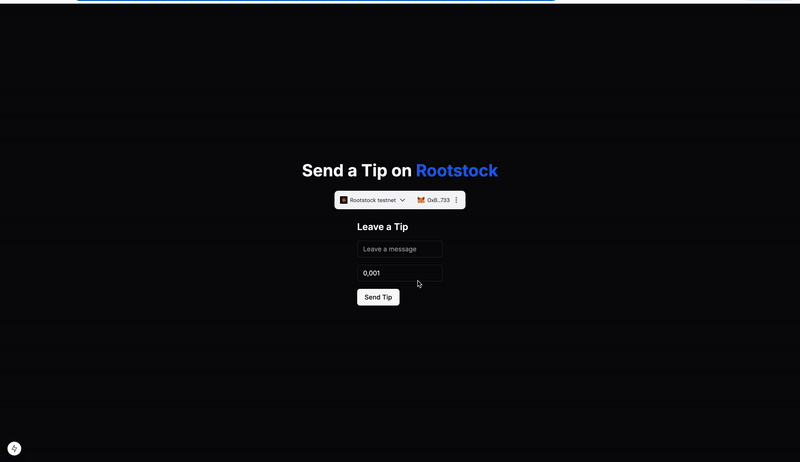 Send a Tip on Rootstock
Rootstock testnet 0xB...733
Leave a Tip
Leave a message
0,001
Send Tip